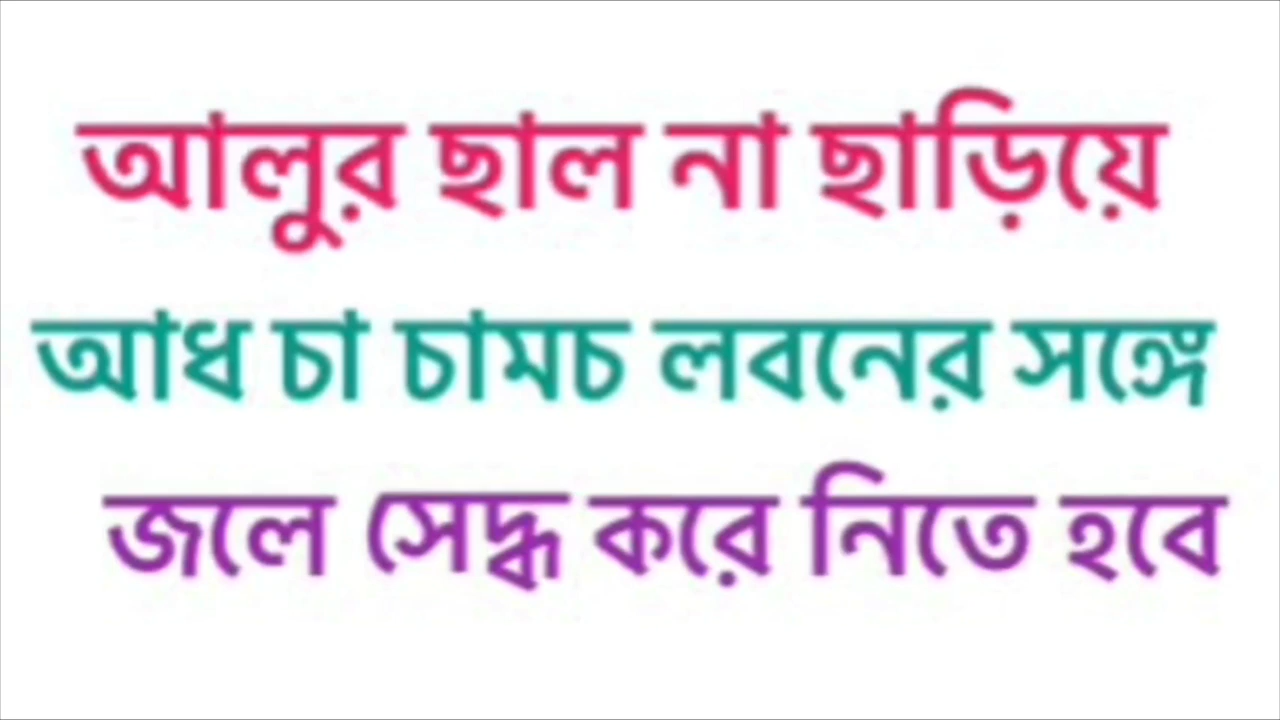 আলুর ছাল না ছাড়িয়ে
আধ চা চামচ লবনের সঙ্গে
জলে সেদ্ধ করে নিতে হবে